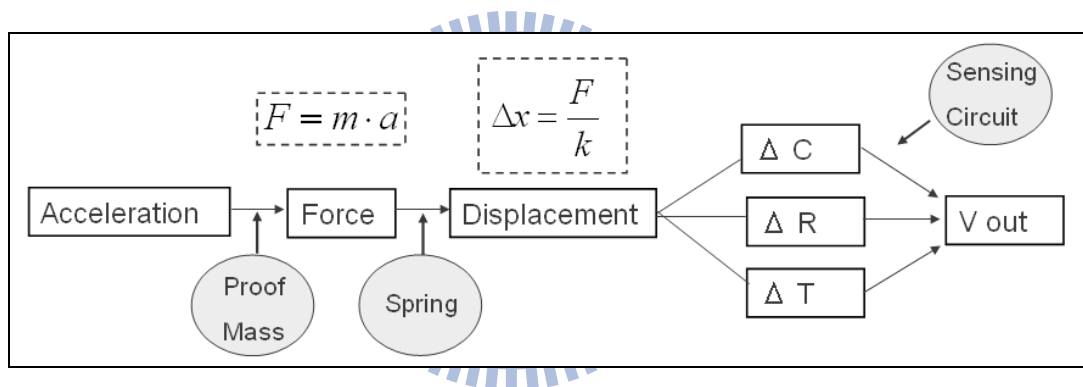 F = m · a
Δx = F / k
Sensing
Circuit
Acceleration
Force
Displacement
Δ C
Δ R
Δ T
V out
Proof
Mass
Spring